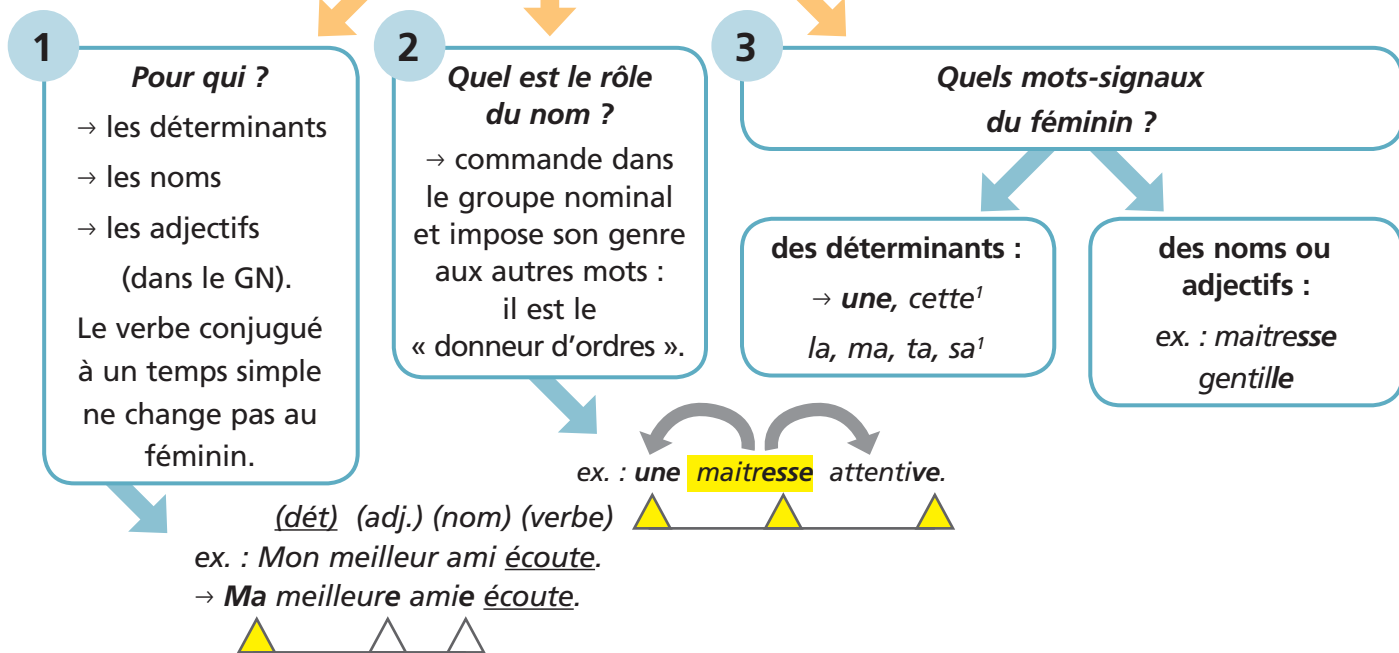 1
Pour qui ?
→ les déterminants
→ les noms
→ les adjectifs
(dans le GN).
Le verbe conjugué
à un temps simple
ne change pas au
féminin.
(dét) (adj.) (nom) (verbe)
ex. : Mon meilleur ami écoute.
→ Ma meilleure amie écoute.
2
Quel est le rôle
du nom ?
→ commande dans
le groupe nominal
et impose son genre
aux autres mots :
il est le
« donneur d'ordres ».
ex. : une maitresse attentive.
3
Quels mots-signaux
du féminin ?
des déterminants :
→ une, cette¹
la, ma, ta, sa¹
des noms ou
adjectifs :
ex. : maitresse
gentille